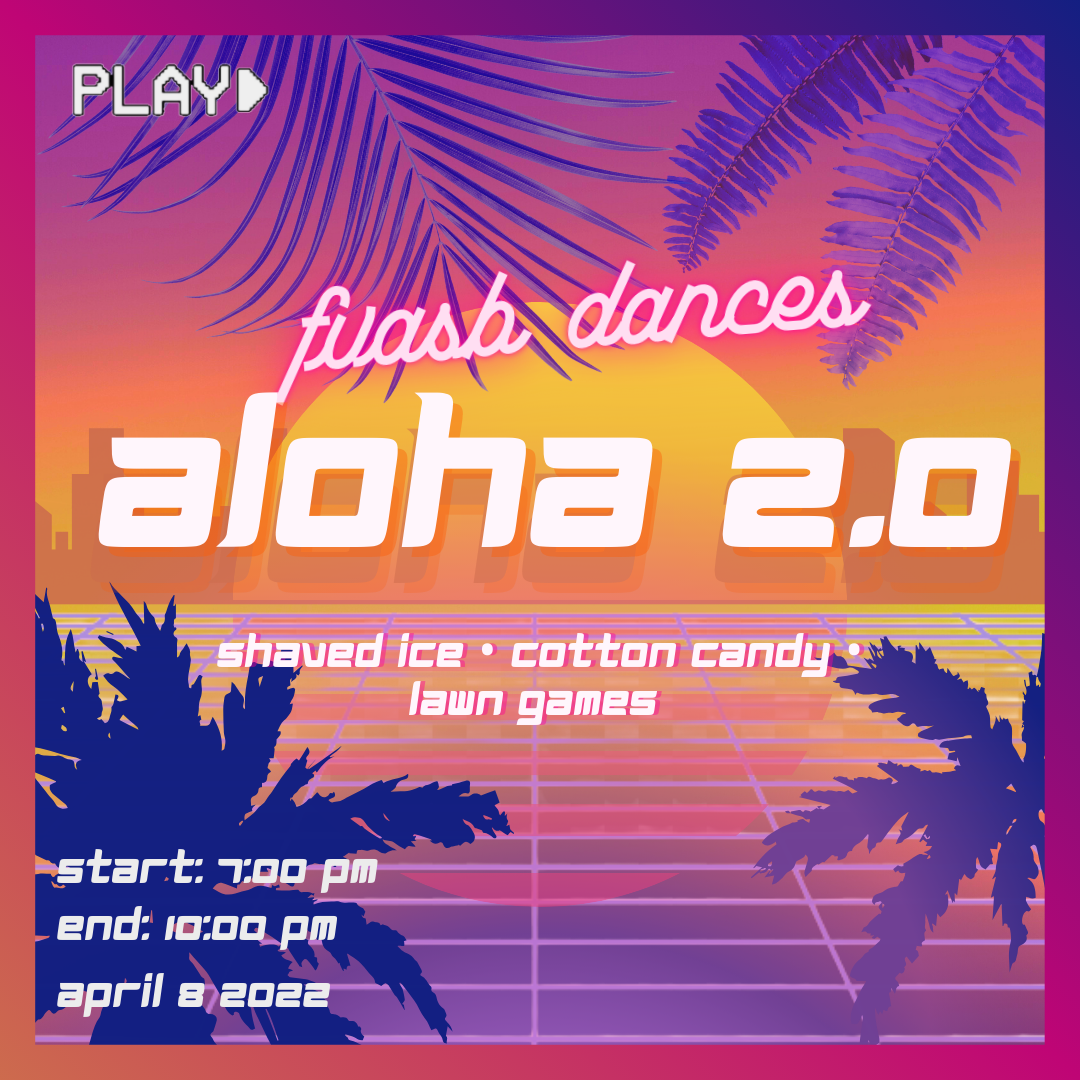 PLAY
fvasb dances
aloha 2.0
shaved ice • cotton candy •
lawn games
start: 7:00 pm
end: 10:00 pm
april 8 2022